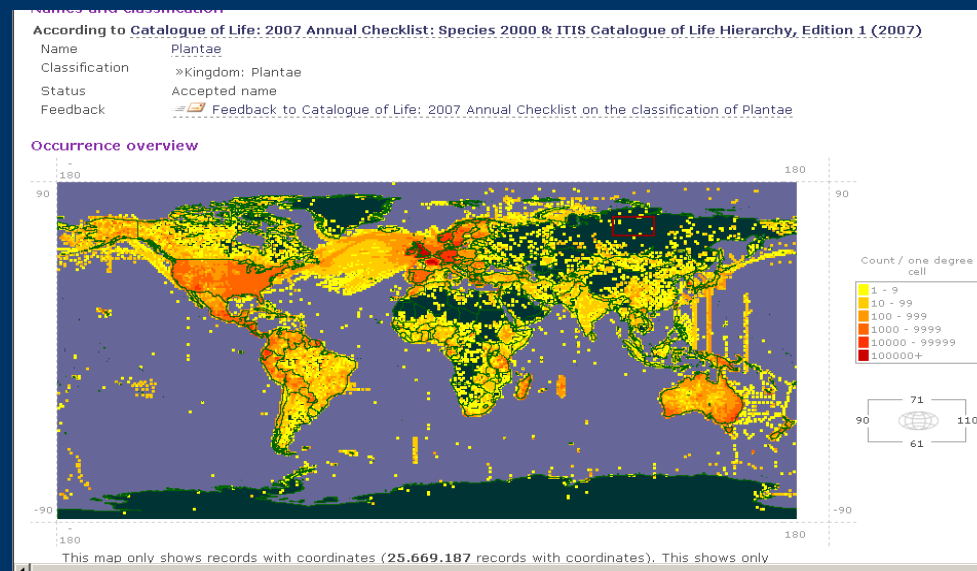 Names and classification
According to Catalogue of Life: 2007 Annual Checklist: Species 2000 & ITIS Catalogue of Life Hierarchy, Edition 1 (2007)
Name Plantae
Classification »Kingdom: Plantae
Status Accepted name
Feedback Feedback to Catalogue of Life: 2007 Annual Checklist on the classification of Plantae
Occurrence overview
-
180 180
90 90
Count / one degree
cell
1 - 9
10 - 99
100 - 999
1000 - 9999
10000 - 99999
100000+
71
90 110
61
-90 -90
-
180 180
This map only shows records with coordinates (25.669.187 records with coordinates). This shows only